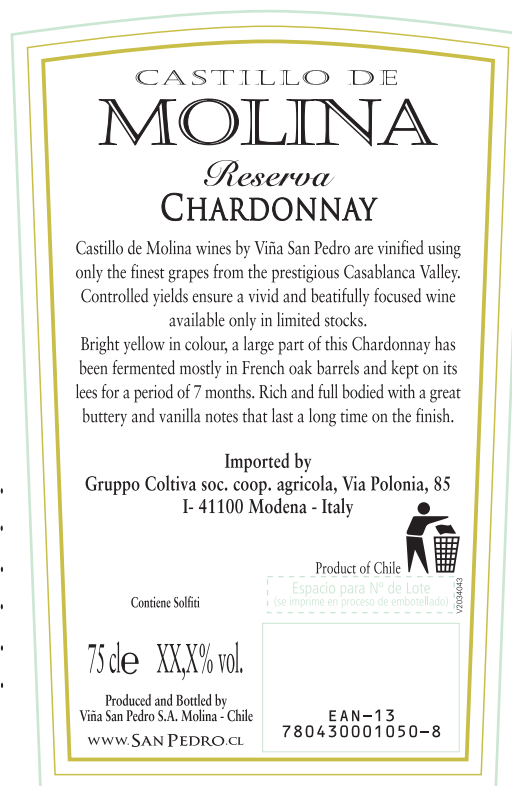 CASTILLO DE
MOLINA
Reserva
CHARDONNAY
Castillo de Molina wines by Viña San Pedro are vinified using
only the finest grapes from the prestigious Casablanca Valley.
Controlled yields ensure a vivid and beatifully focused wine
available only in limited stocks.
Bright yellow in colour, a large part of this Chardonnay has
been fermented mostly in French oak barrels and kept on its
lees for a period of 7 months. Rich and full bodied with a great
buttery and vanilla notes that last a long time on the finish.
Imported by
Gruppo Coltiva soc. coop. agricola, Via Polonia, 85
I- 41100 Modena - Italy
Product of Chile
Espacio para Nº de Lote
(se imprime en proceso de embotellado)
V2034043
Contiene Solfiti
75 cl e XX,X% vol.
Produced and Bottled by
Viña San Pedro S.A. Molina - Chile
WWW.SAN PEDRO.CL
EAN-13
780430001050-8